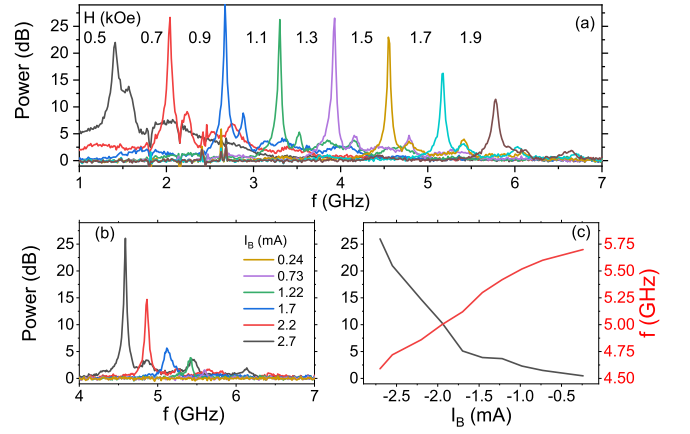 H (kOe)
(a)
0.5 0.7 0.9 1.1 1.3 1.5 1.7 1.9
Power (dB)
25
20
15
10
5
0
1 2 3 4 5 6 7
f (GHz)
(b)
I_B (mA)
0.24
0.73
1.22
1.7
2.2
2.7
Power (dB)
25
20
15
10
5
0
4 5 6 7
f (GHz)
(c)
25
20
15
10
5
0
5.75
5.50
5.25
5.00
4.75
4.50
f (GHz)
-2.5 -2.0 -1.5 -1.0 -0.5
I_B (mA)